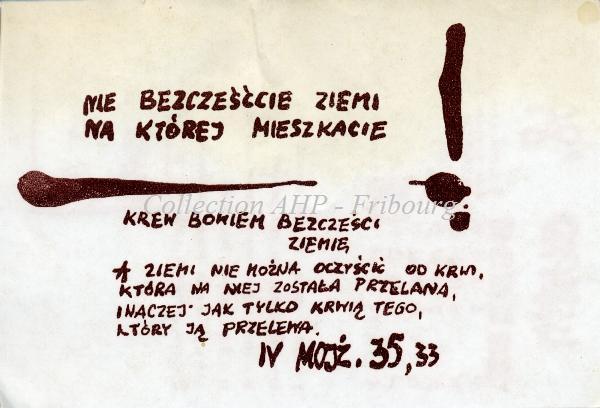 NIE BEZCZEŚĆCIE ZIEMI
NA KTÓREJ MIESZKACIE
!
Collection AHP - Fribourg
KREW BOWIEM BEZCZEŚCI
ZIEMIĘ
A ZIEMI NIE MOŻNA OCZYŚCIĆ OD KRWI,
KTÓRA NA NIEJ ZOSTAŁA PRZELANA,
INACZEJ JAK TYLKO KRWIĄ TEGO,
KTÓRY JĄ PRZELEWA.
IV MOJŻ. 35,33